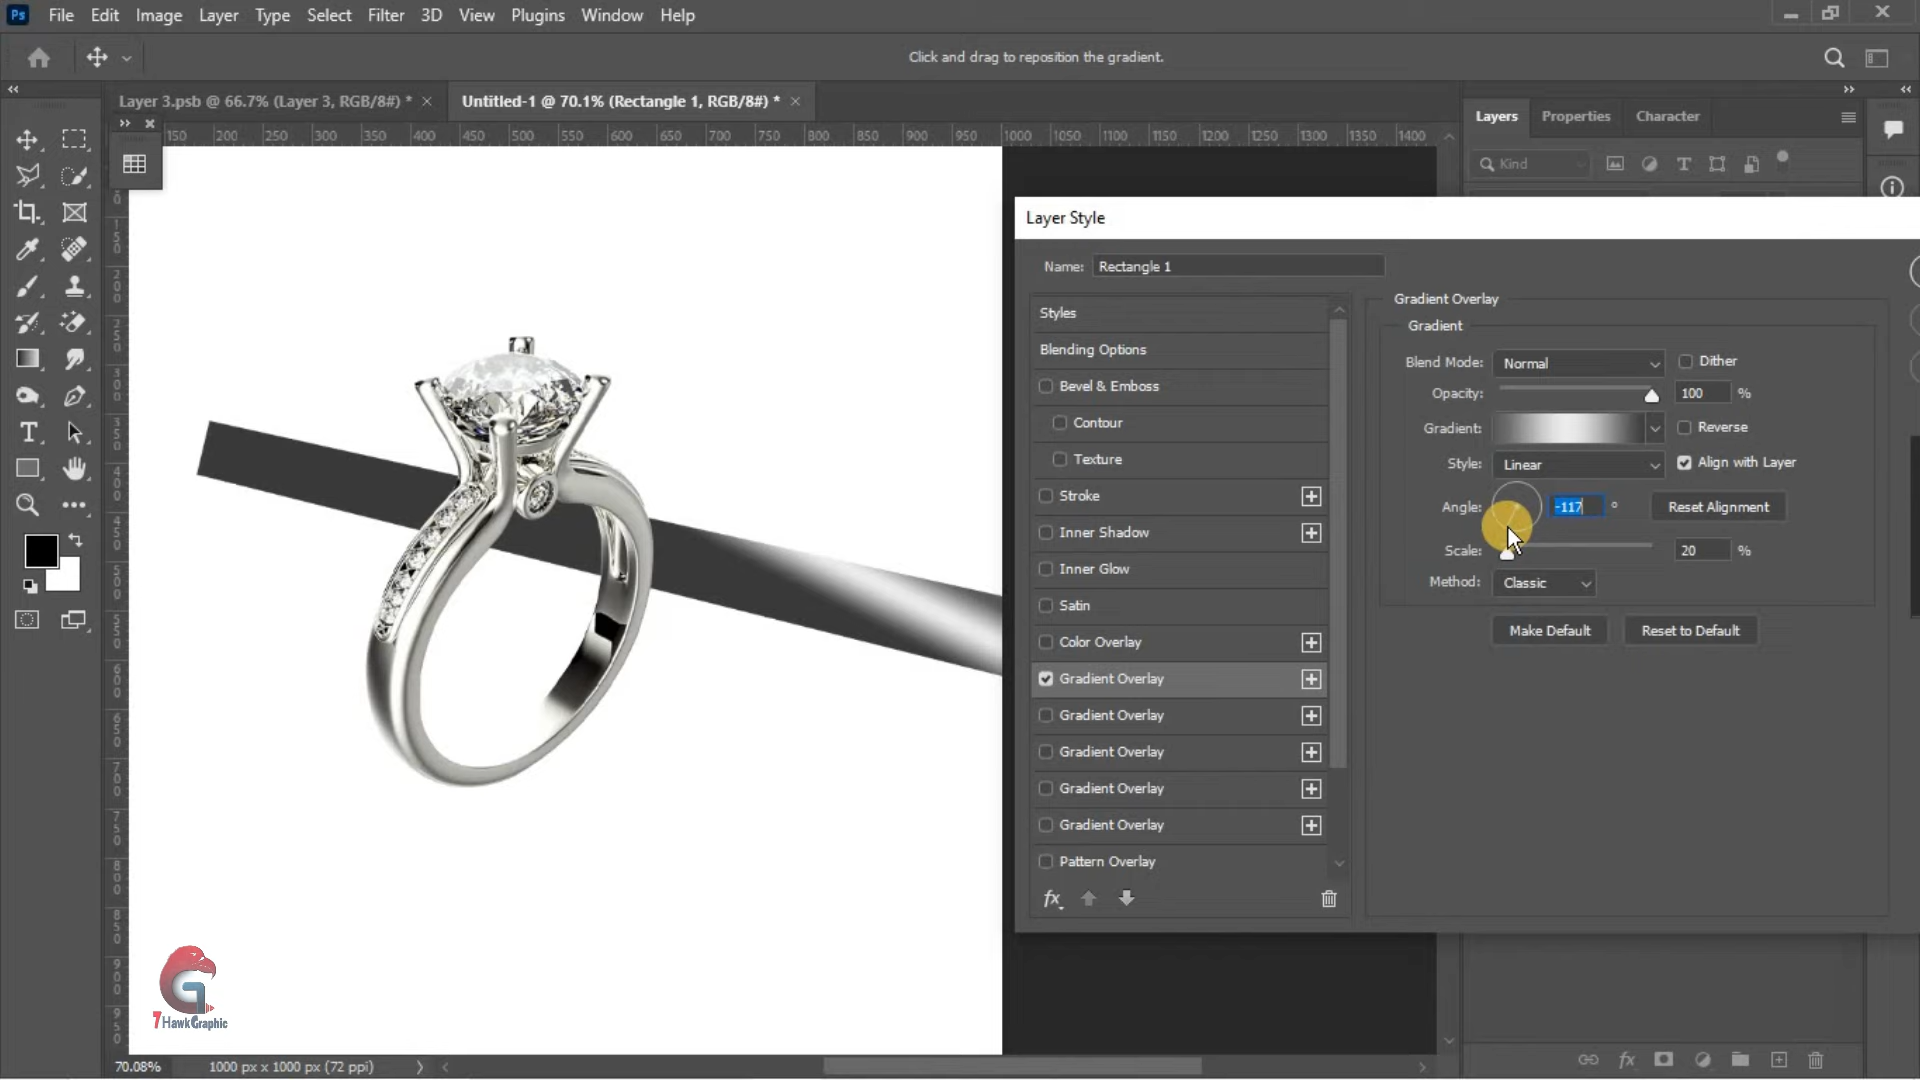 Ps File Edit Image Layer Type Select Filter 3D View Plugins Window Help
Click and drag to reposition the gradient.
Layer 3.psb @ 66.7% (Layer 3, RGB/8#) *
Untitled-1 @ 70.1% (Rectangle 1, RGB/8#) *
150 200 250 300 350 400 450 500 550 600 650 700 750 800 850 900 950 1000 1050 1100 1150 1200 1250 1300 1350 1400
Layers Properties Character
Kind
Layer Style
Name: Rectangle 1
Styles
Blending Options
Bevel & Emboss
Contour
Texture
Stroke
Inner Shadow
Inner Glow
Satin
Color Overlay
Gradient Overlay
Gradient Overlay
Gradient Overlay
Gradient Overlay
Gradient Overlay
Pattern Overlay
fx
Gradient Overlay
Gradient
Blend Mode: Normal Dither
Opacity: 100 %
Gradient: Reverse
Style: Linear Align with Layer
Angle: -117 ° Reset Alignment
Scale: 20 %
Method: Classic
Make Default Reset to Default
7HawkGraphic
70.08% 1000 px x 1000 px (72 ppi)
fx